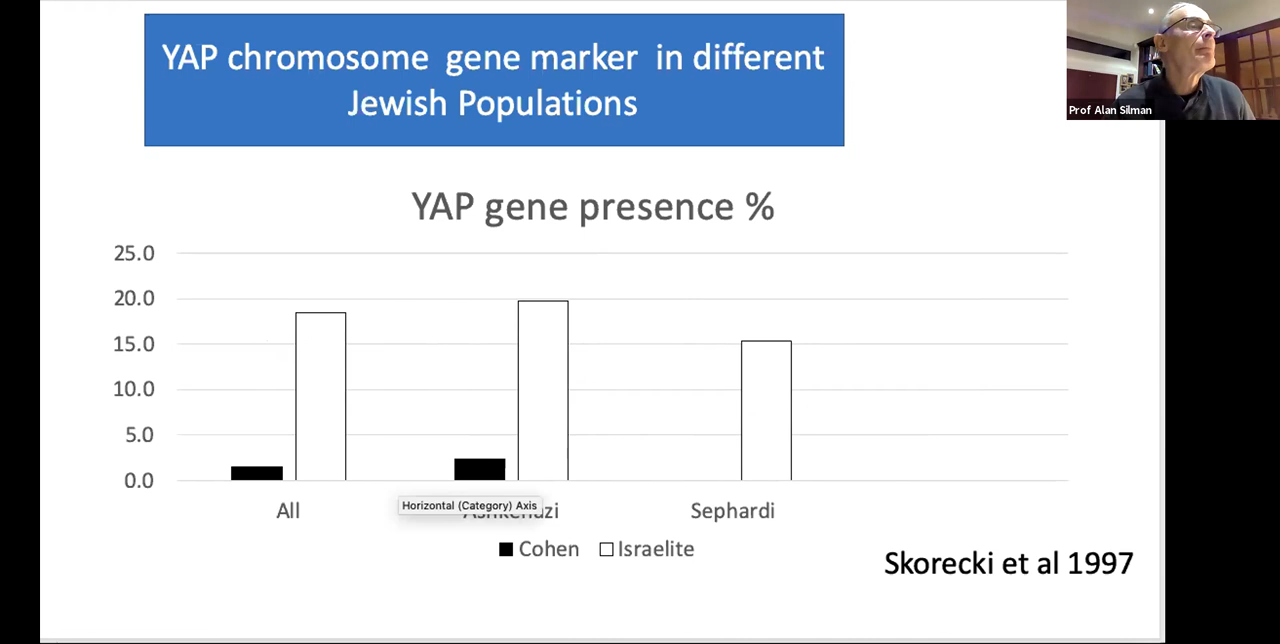 YAP chromosome gene marker in different
Jewish Populations
Prof Alan Silman
YAP gene presence %
25.0
20.0
15.0
10.0
5.0
0.0
All
Horizontal (Category) Axis
Sephardi
Cohen
Israelite
Skorecki et al 1997